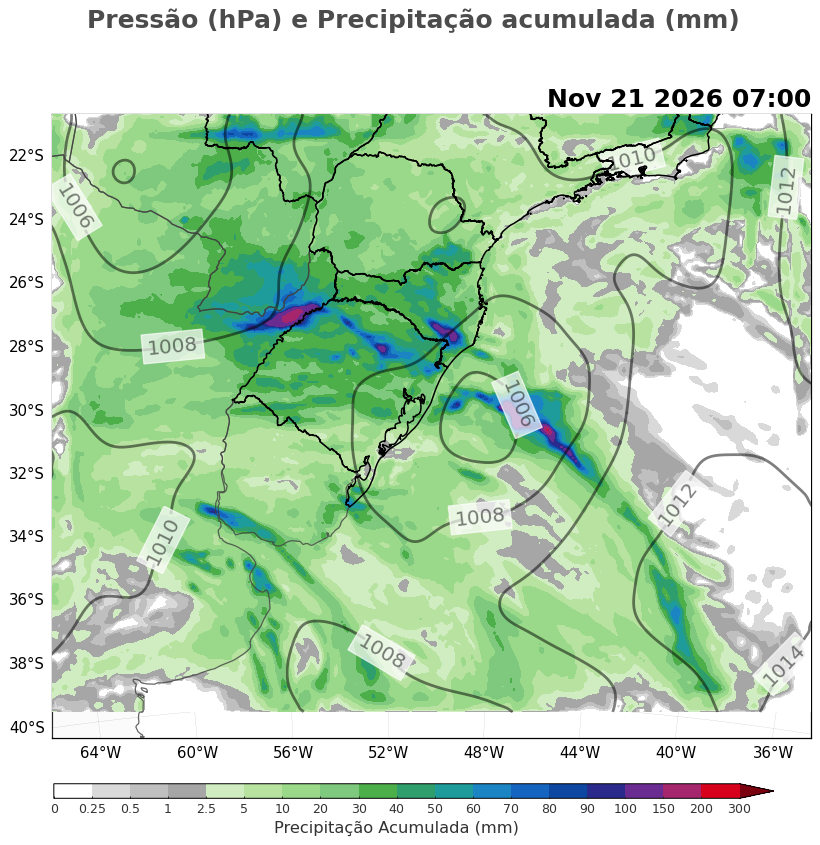 Pressão (hPa) e Precipitação acumulada (mm)
Nov 21 2026 07:00
22°S
24°S
26°S
28°S
30°S
32°S
34°S
36°S
38°S
40°S
1010
1012
1006
1008
1006
1012
1008
1010
1008
1014
64°W 60°W 56°W 52°W 48°W 44°W 40°W 36°W
0 0.25 0.5 1 2.5 5 10 20 30 40 50 60 70 80 90 100 150 200 300
Precipitação Acumulada (mm)